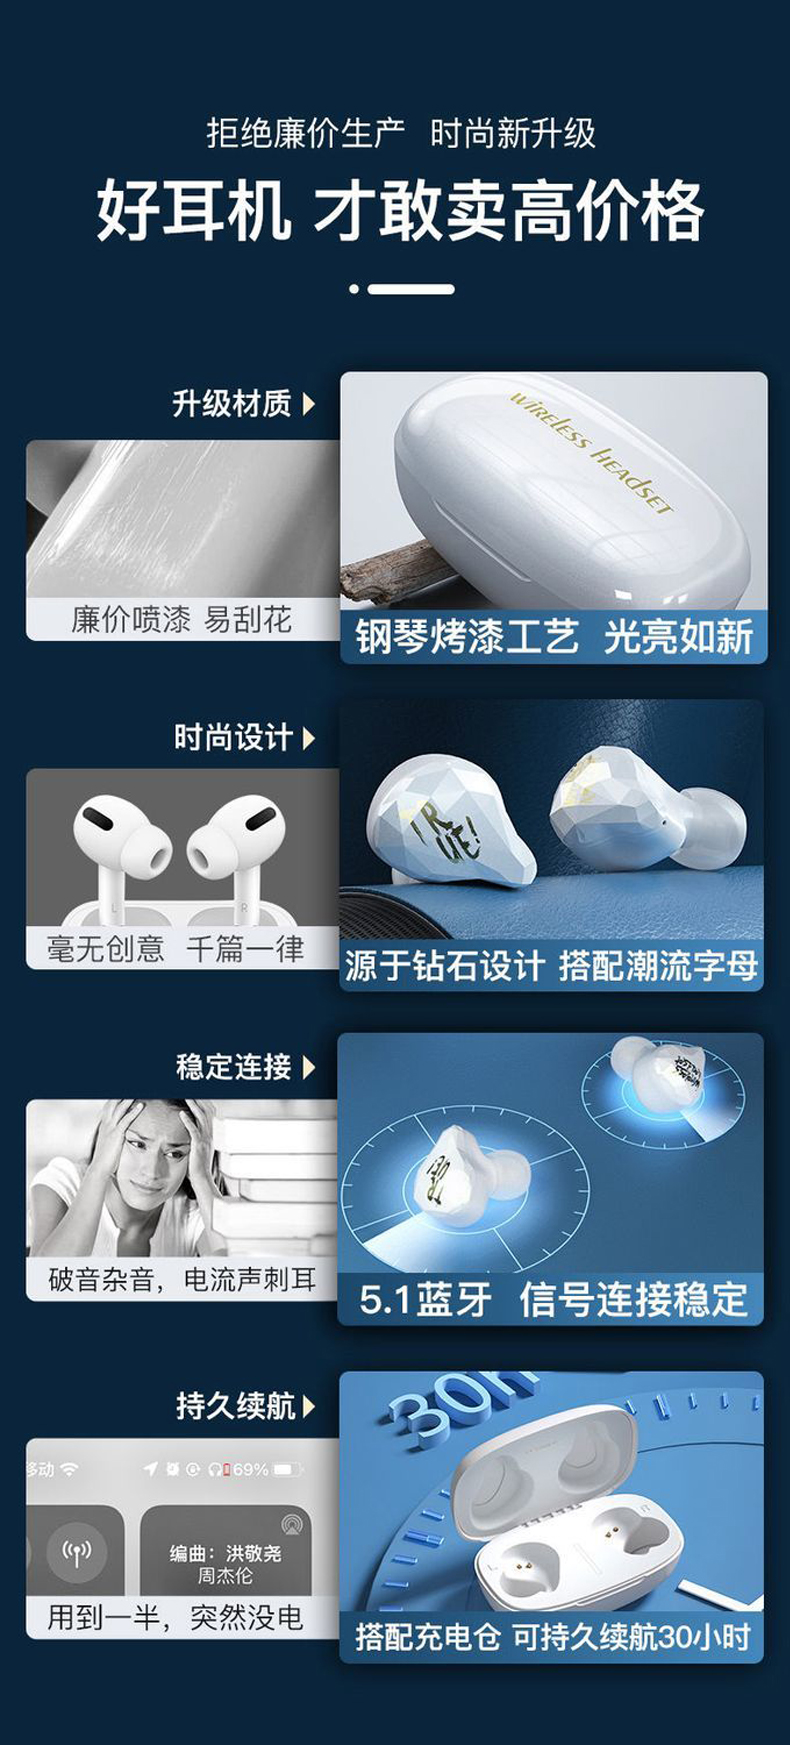 拒绝廉价生产 时尚新升级
好耳机 才敢卖高价格
升级材质
WIRELESS HEADSET
廉价喷漆 易刮花
钢琴烤漆工艺 光亮如新
时尚设计
TR
UE!
L
R
毫无创意 千篇一律
源于钻石设计 搭配潮流字母
稳定连接
TR
UE!
破音杂音，电流声刺耳
5.1蓝牙 信号连接稳定
持久续航
30H
移动
69%
编曲：洪敬尧
周杰伦
用到一半，突然没电
搭配充电仓 可持久续航30小时